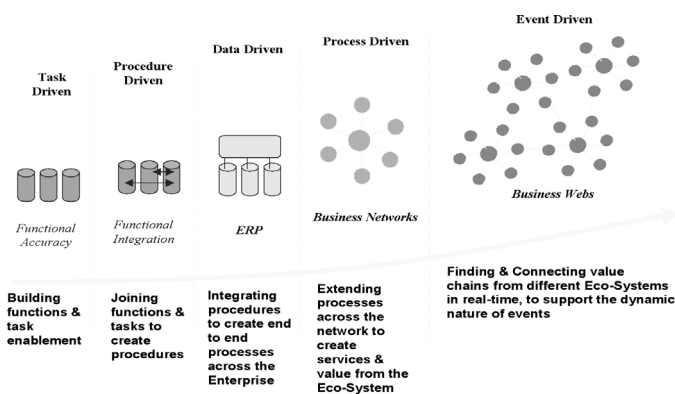 Task
Driven
Functional
Accuracy
Building
functions &
task
enablement
Procedure
Driven
Functional
Integration
Joining
functions &
tasks to
create
procedures
Data Driven
ERP
Integrating
procedures
to create end
to end
processes
across the
Enterprise
Process Driven
Business Networks
Extending
processes
across the
network to
create
services &
value from the
Eco-System
Event Driven
Business Webs
Finding & Connecting value
chains from different Eco-Systems
in real-time, to support the dynamic
nature of events